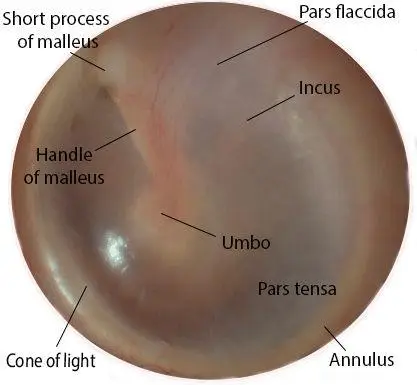 Short process
of malleus
Pars flaccida
Incus
Handle
of malleus
Umbo
Pars tensa
Cone of light
Annulus